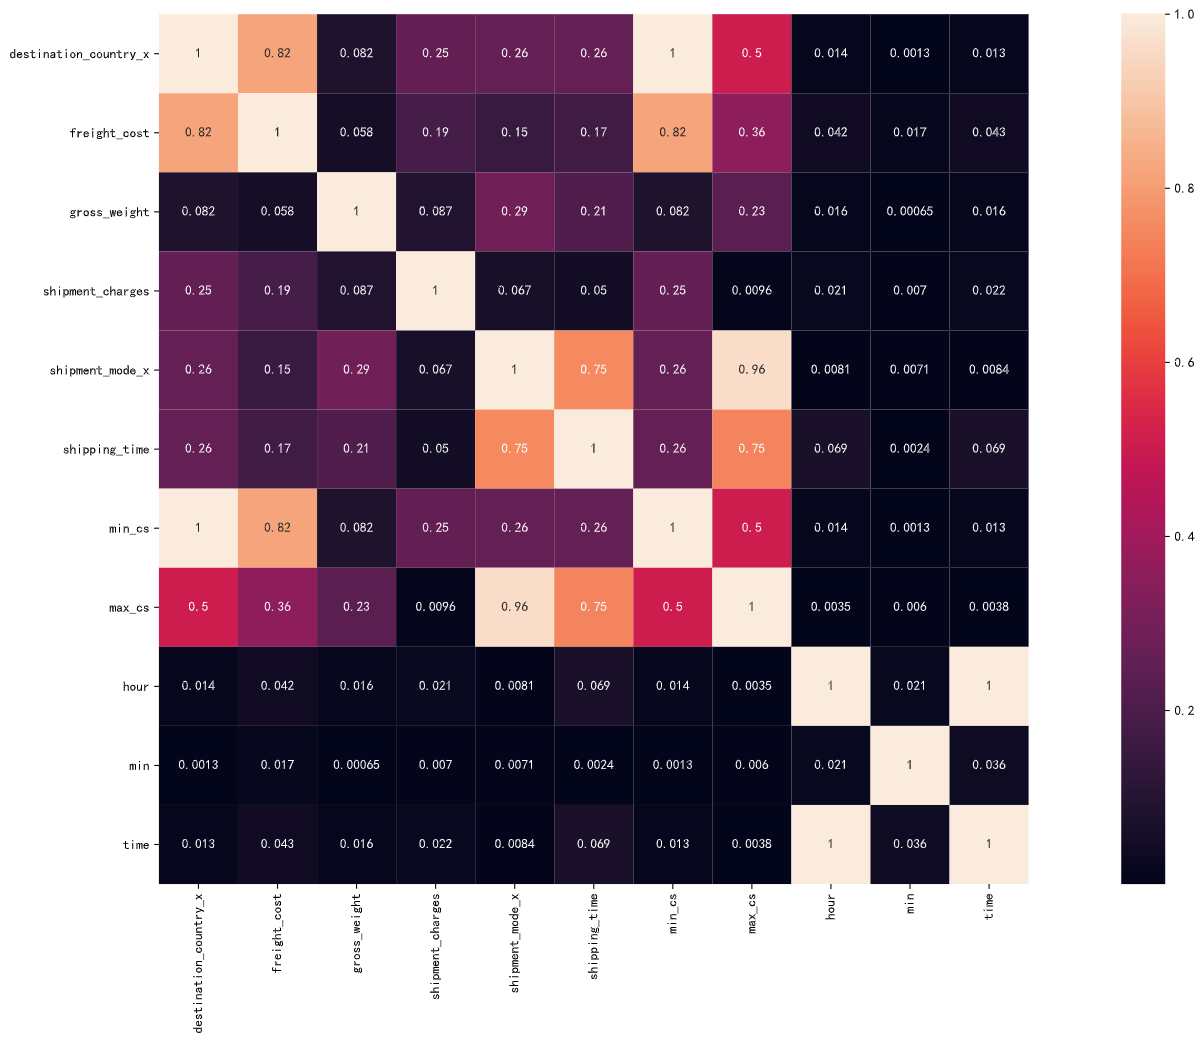 destination_country_x 1 0.82 0.082 0.25 0.26 0.26 1 0.5 0.014 0.0013 0.013
freight_cost 0.82 1 0.058 0.19 0.15 0.17 0.82 0.36 0.042 0.017 0.043
gross_weight 0.082 0.058 1 0.087 0.29 0.21 0.082 0.23 0.016 0.00065 0.016
shipment_charges 0.25 0.19 0.087 1 0.067 0.05 0.25 0.0096 0.021 0.007 0.022
shipment_mode_x 0.26 0.15 0.29 0.067 1 0.75 0.26 0.96 0.0081 0.0071 0.0084
shipping_time 0.26 0.17 0.21 0.05 0.75 1 0.26 0.75 0.069 0.0024 0.069
min_cs 1 0.82 0.082 0.25 0.26 0.26 1 0.5 0.014 0.0013 0.013
max_cs 0.5 0.36 0.23 0.0096 0.96 0.75 0.5 1 0.0035 0.006 0.0038
hour 0.014 0.042 0.016 0.021 0.0081 0.069 0.014 0.0035 1 0.021 1
min 0.0013 0.017 0.00065 0.007 0.0071 0.0024 0.0013 0.006 0.021 1 0.036
time 0.013 0.043 0.016 0.022 0.0084 0.069 0.013 0.0038 1 0.036 1
destination_country_x
freight_cost
gross_weight
shipment_charges
shipment_mode_x
shipping_time
min_cs
max_cs
hour
min
time
1.0
0.8
0.6
0.4
0.2